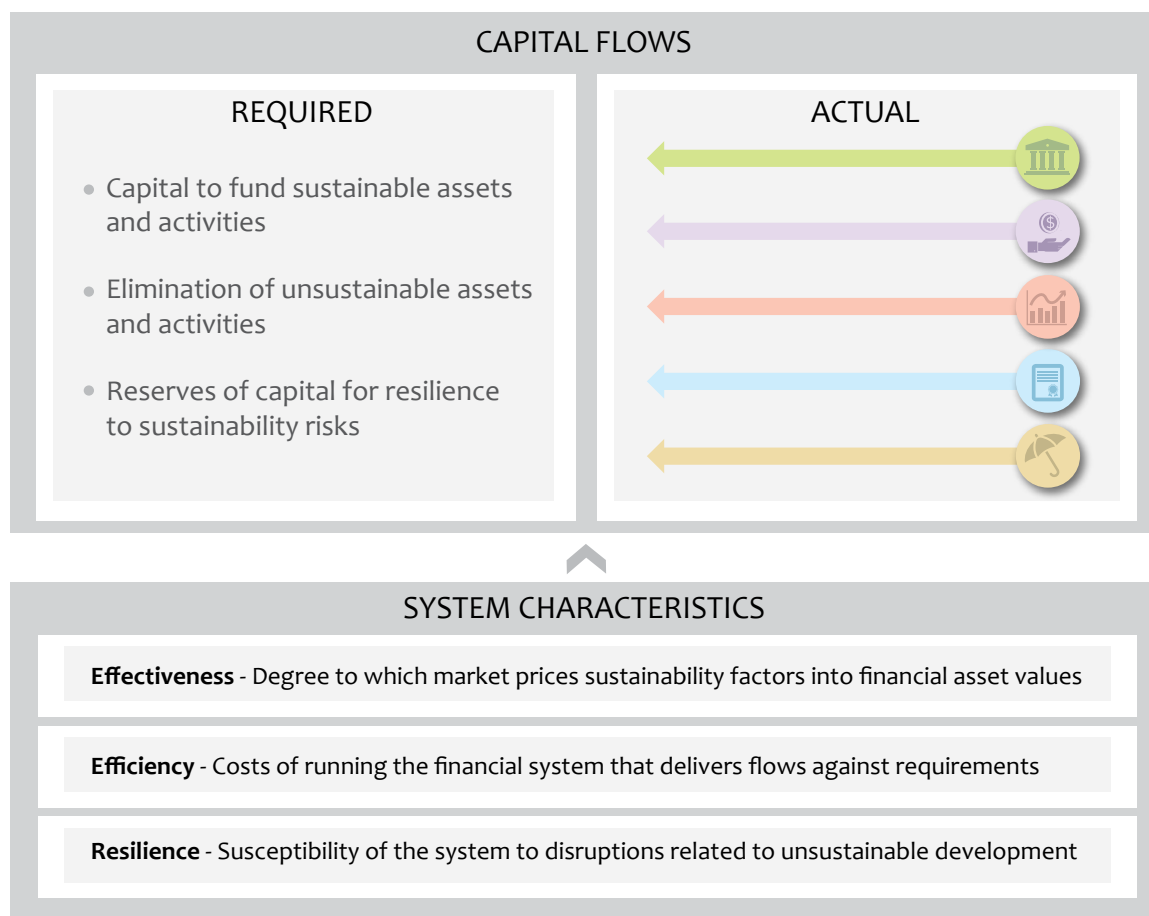 CAPITAL FLOWS
REQUIRED
• Capital to fund sustainable assets
and activities
• Elimination of unsustainable assets
and activities
• Reserves of capital for resilience
to sustainability risks
ACTUAL
$
SYSTEM CHARACTERISTICS
Effectiveness - Degree to which market prices sustainability factors into financial asset values
Efficiency - Costs of running the financial system that delivers flows against requirements
Resilience - Susceptibility of the system to disruptions related to unsustainable development